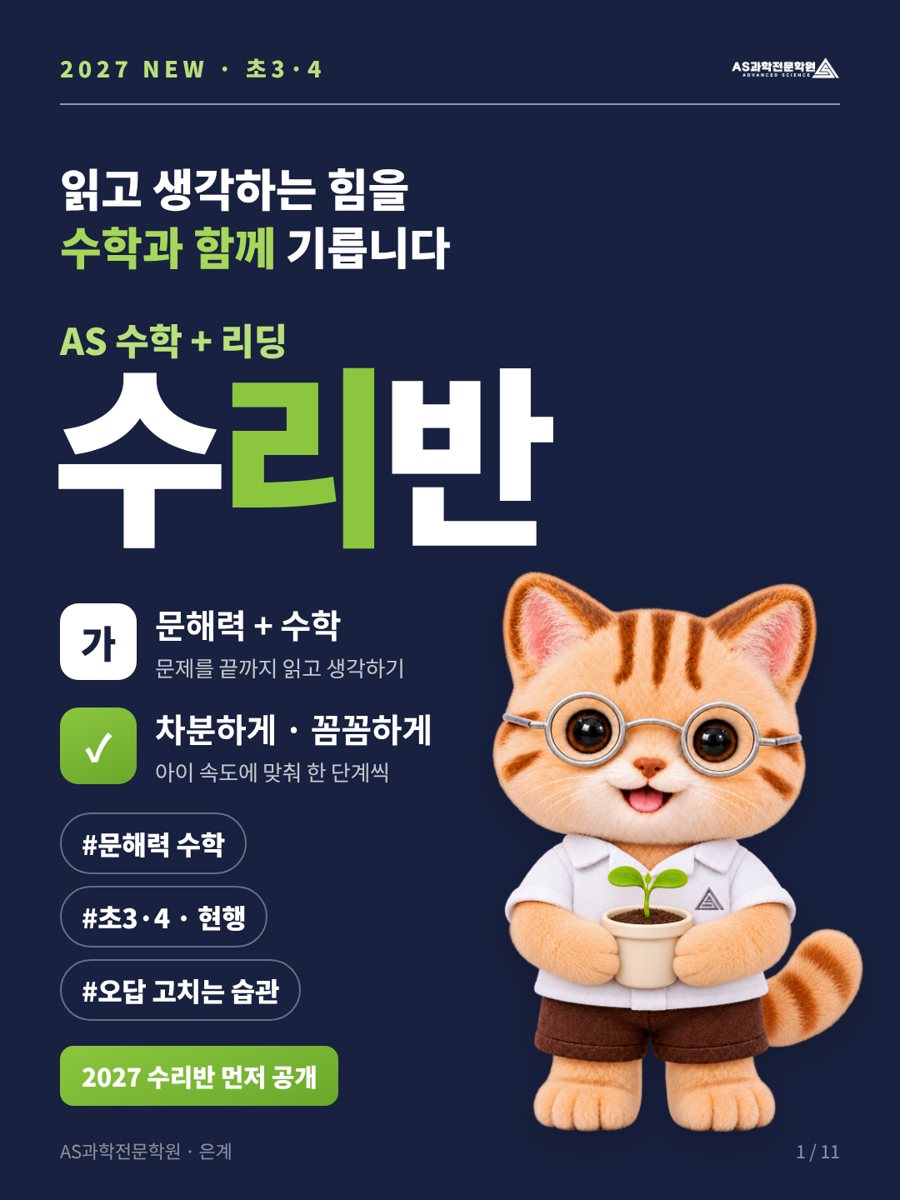 2027 NEW · 초3·4
AS과학전문학원
ADVANCED SCIENCE
읽고 생각하는 힘을
수학과 함께 기릅니다
AS 수학 + 리딩
수리반
가
문해력 + 수학
문제를 끝까지 읽고 생각하기
✓
차분하게 · 꼼꼼하게
아이 속도에 맞춰 한 단계씩
#문해력 수학
#초3·4 · 현행
#오답 고치는 습관
2027 수리반 먼저 공개
AS과학전문학원 · 은계
1 / 11